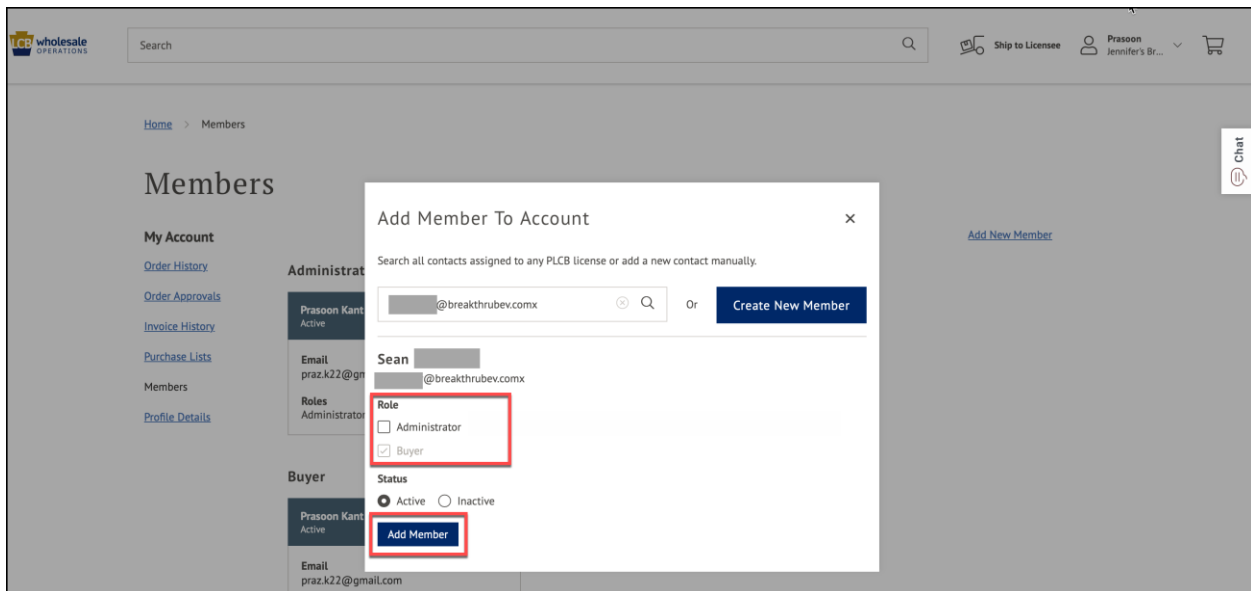 LCB wholesale
OPERATIONS
Search
Ship to Licensee
Prasoon
Jennifer's Br...
Home > Members
Chat
Members
My Account
Order History
Order Approvals
Invoice History
Purchase Lists
Members
Profile Details
Add New Member
Administrat
Prasoon Kant
Active
Email
praz.k22@gm
Roles
Administrator
Buyer
Prasoon Kant
Active
Email
praz.k22@gmail.com
Add Member To Account
Search all contacts assigned to any PLCB license or add a new contact manually.
@breakthrubev.comx
Or
Create New Member
Sean
@breakthrubev.comx
Role
Administrator
Buyer
Status
Active Inactive
Add Member